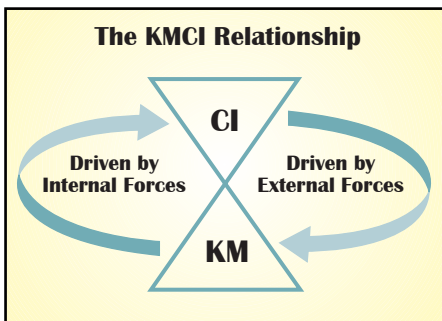 The KMCI Relationship
CI
Driven by
Internal Forces
Driven by
External Forces
KM